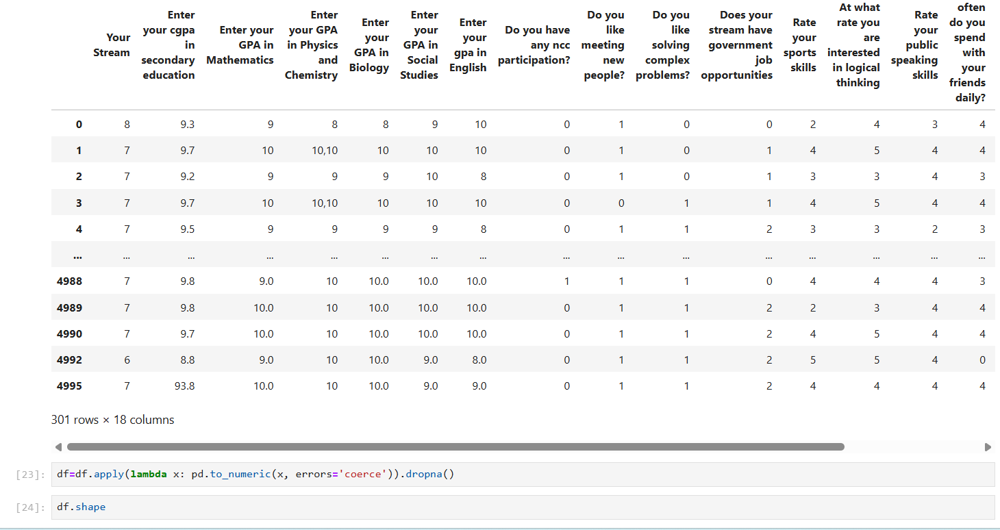 Your Stream Enter your cgpa in secondary education Enter your GPA in Mathematics Enter your GPA in Physics and Chemistry Enter your GPA in Biology Enter your GPA in Social Studies Enter your gpa in English Do you have any ncc participation? Do you like meeting new people? Do you like solving complex problems? Does your stream have government job opportunities Rate your sports skills At what rate you are interested in logical thinking Rate your public speaking skills often do you spend with your friends daily?
0 8 9.3 9 8 8 9 10 0 1 0 0 2 4 3 4
1 7 9.7 10 10,10 10 10 10 0 1 0 1 4 5 4 4
2 7 9.2 9 9 9 10 8 0 1 0 1 3 3 4 3
3 7 9.7 10 10,10 10 10 10 0 0 1 1 4 5 4 4
4 7 9.5 9 9 9 9 8 0 1 1 2 3 3 2 3
... ... ... ... ... ... ... ... ... ... ... ... ... ... ... ...
4988 7 9.8 9.0 10 10.0 10.0 10.0 1 1 1 0 4 4 4 3
4989 7 9.8 10.0 10 10.0 10.0 10.0 0 1 1 2 2 3 4 4
4990 7 9.7 10.0 10 10.0 10.0 10.0 0 1 1 2 4 5 4 4
4992 6 8.8 9.0 10 10.0 9.0 8.0 0 1 1 2 5 5 4 0
4995 7 93.8 10.0 10 10.0 9.0 9.0 0 1 1 2 4 4 4 4
301 rows × 18 columns
[23]: df=df.apply(lambda x: pd.to_numeric(x, errors='coerce')).dropna()
[24]: df.shape